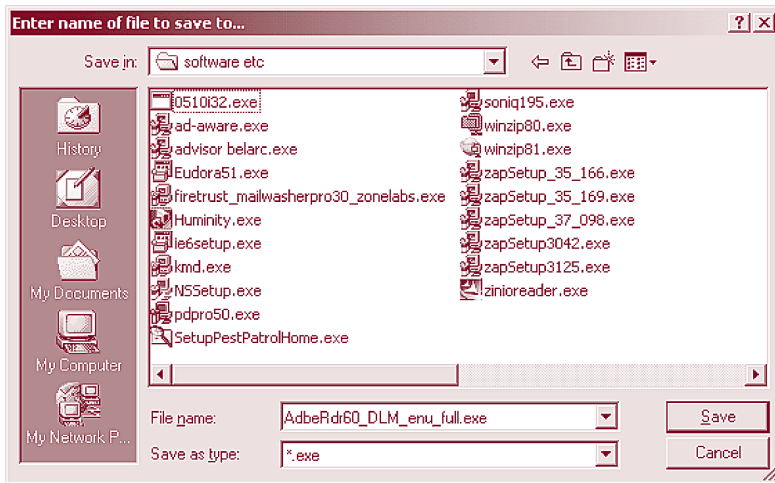 Enter name of file to save to...
Save in:
software etc
History
Desktop
My Documents
My Computer
My Network P...
0510i32.exe
ad-aware.exe
advisor belarc.exe
Eudora51.exe
firetrust_mailwasherpro30_zonelabs.exe
Huminity.exe
ie6setup.exe
kmd.exe
NSSetup.exe
pdpro50.exe
SetupPestPatrolHome.exe
soniq195.exe
winzip80.exe
winzip81.exe
zapSetup_35_166.exe
zapSetup_35_169.exe
zapSetup_37_098.exe
zapSetup3042.exe
zapSetup3125.exe
zinioreader.exe
File name:
AdbeRdr60_DLM_enu_full.exe
Save
Save as type:
*.exe
Cancel